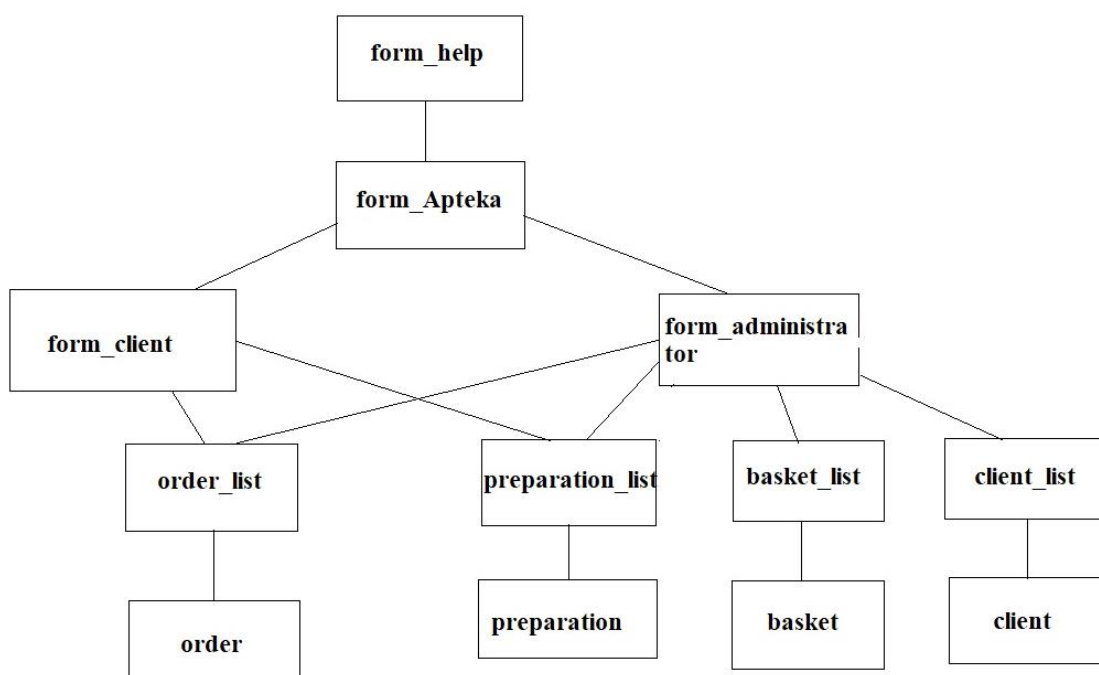 form_help
form_Apteka
form_client
form_administra
tor
order_list
preparation_list
basket_list
client_list
order
preparation
basket
client